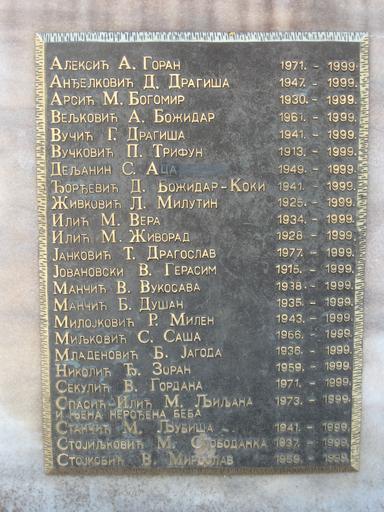 Алексић А. Горан 1971. - 1999.
Анђелковић Д. Драгиша 1947. - 1999.
Арсић М. Богомир 1930. - 1999.
Вељковић А. Божидар 1961. - 1999.
Вучић Г. Драгиша 1941. - 1999.
Вучковић П. Трифун 1913. - 1999.
Дељанин С. Аца 1949. - 1999.
Ђорђевић Д. Божидар-Коки 1941. - 1999.
Живковић Л. Милутин 1925. - 1999.
Илић М. Вера 1934. - 1999.
Илић М. Живорад 1928 - 1999.
Јанковић Т. Драгослав 1977. - 1999.
Јовановски В. Герасим 1915. - 1999.
Манчић В. Вукосава 1938. - 1999.
Манчић Б. Душан 1935. - 1999.
Милојковић Р. Милен 1943. - 1999.
Миљковић С. Саша 1966. - 1999.
Младеновић Б. Јагода 1936. - 1999.
Николић Ђ. Зоран 1959. - 1999.
Секулић В. Гордана 1971. - 1999.
Спасић-Илић М. Љиљана 1973. - 1999.
и њена нерођена беба
Станчић М. Љубиша 1941. - 1999.
Стојиљковић М. Слободанка 1937. - 1999.
Стојковић В. Мирослав 1959. - 1999.